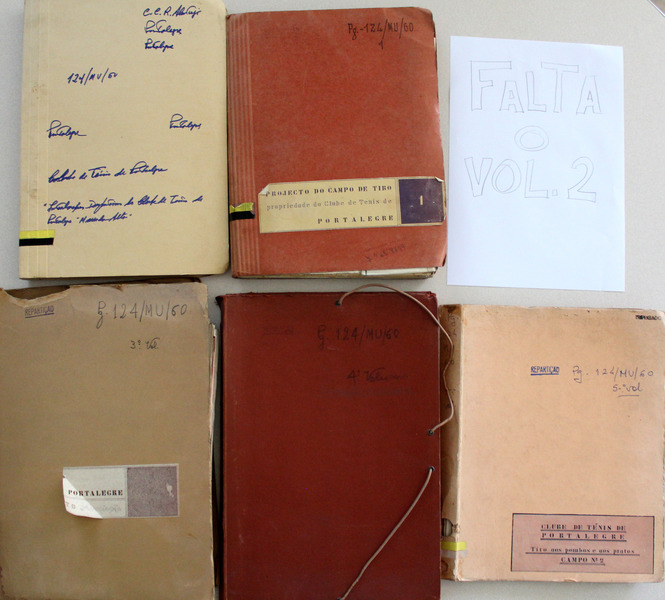 C.C.R. Alentejo
Portalegre
Portalegre
124/MU/60
Portalegre
Portalegre
de Ténis de Portalegre
Pg.-124/MU/60
1
PROJECTO DO CAMPO DE TIRO
propriedade do Clube de Ténis de
PORTALEGRE
1
FALTA
O
VOL. 2
REPARTIÇÃO
Pg 124/MU/60
3º Vol
PORTALEGRE
Pg 124/MU/60
4º Volume
REPARTIÇÃO
Pg.-124/MU/60
5-º vol
CLUBE DE TÉNIS DE
PORTALEGRE
Tiro aos pombos e aos pratos
CAMPO Nº 2